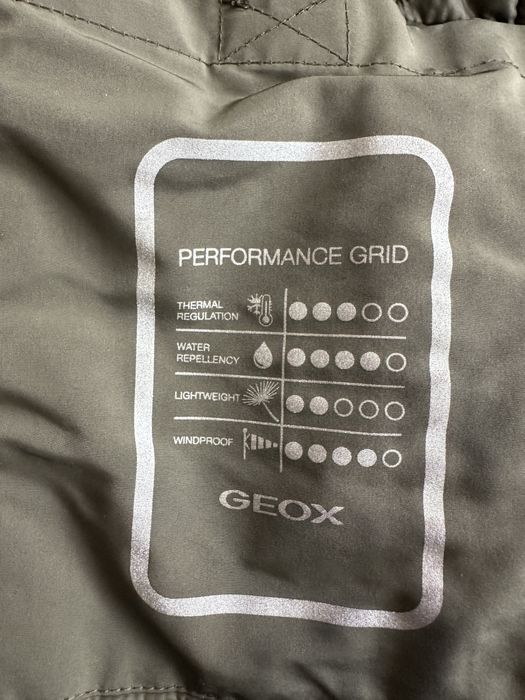 PERFORMANCE GRID
THERMAL
REGULATION
WATER
REPELLENCY
LIGHTWEIGHT
WINDPROOF
GEOX